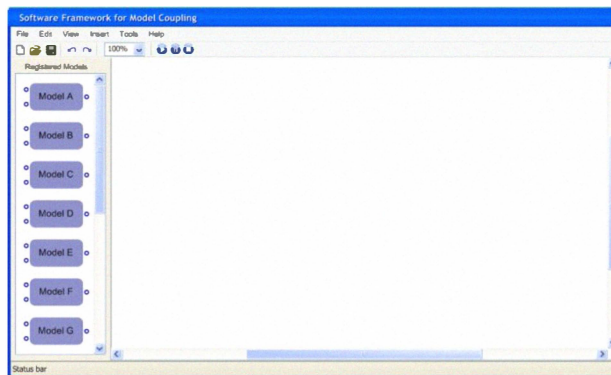 Software Framework for Model Coupling
File Edit View Insert Tools Help
100%
Registered Models
Model A
Model B
Model C
Model D
Model E
Model F
Model G
Status bar